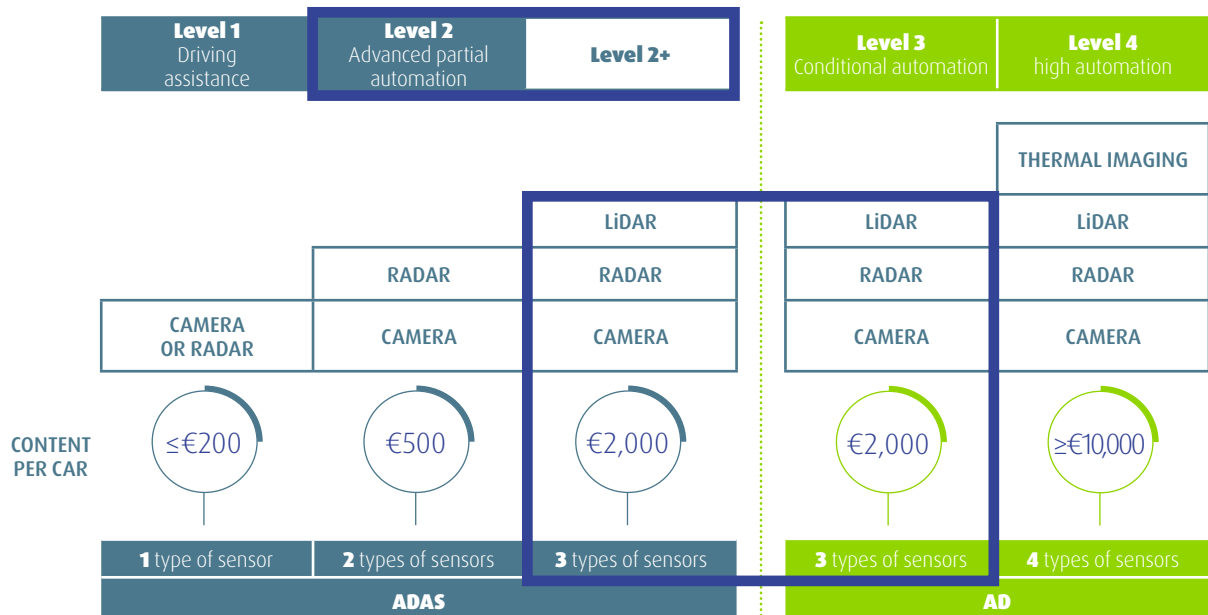 Level 1
Driving
assistance
Level 2
Advanced partial
automation
Level 2+
Level 3
Conditional automation
Level 4
high automation
THERMAL IMAGING
LiDAR
LiDAR
LiDAR
RADAR
RADAR
RADAR
RADAR
CAMERA
OR RADAR
CAMERA
CAMERA
CAMERA
CAMERA
CONTENT
PER CAR
≤€200
€500
€2,000
€2,000
≥€10,000
1 type of sensor
2 types of sensors
3 types of sensors
3 types of sensors
4 types of sensors
ADAS
AD